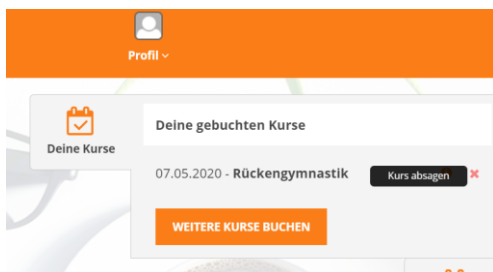 Profil
Deine Kurse
Deine gebuchten Kurse
07.05.2020 - Rückengymnastik
Kurs absagen
WEITERE KURSE BUCHEN